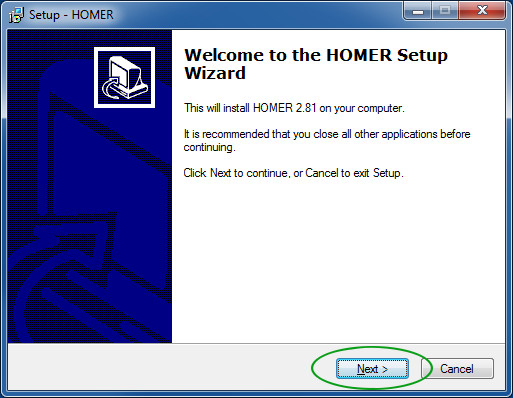 Setup - HOMER
Welcome to the HOMER Setup
Wizard
This will install HOMER 2.81 on your computer.
It is recommended that you close all other applications before
continuing.
Click Next to continue, or Cancel to exit Setup.
Next >
Cancel